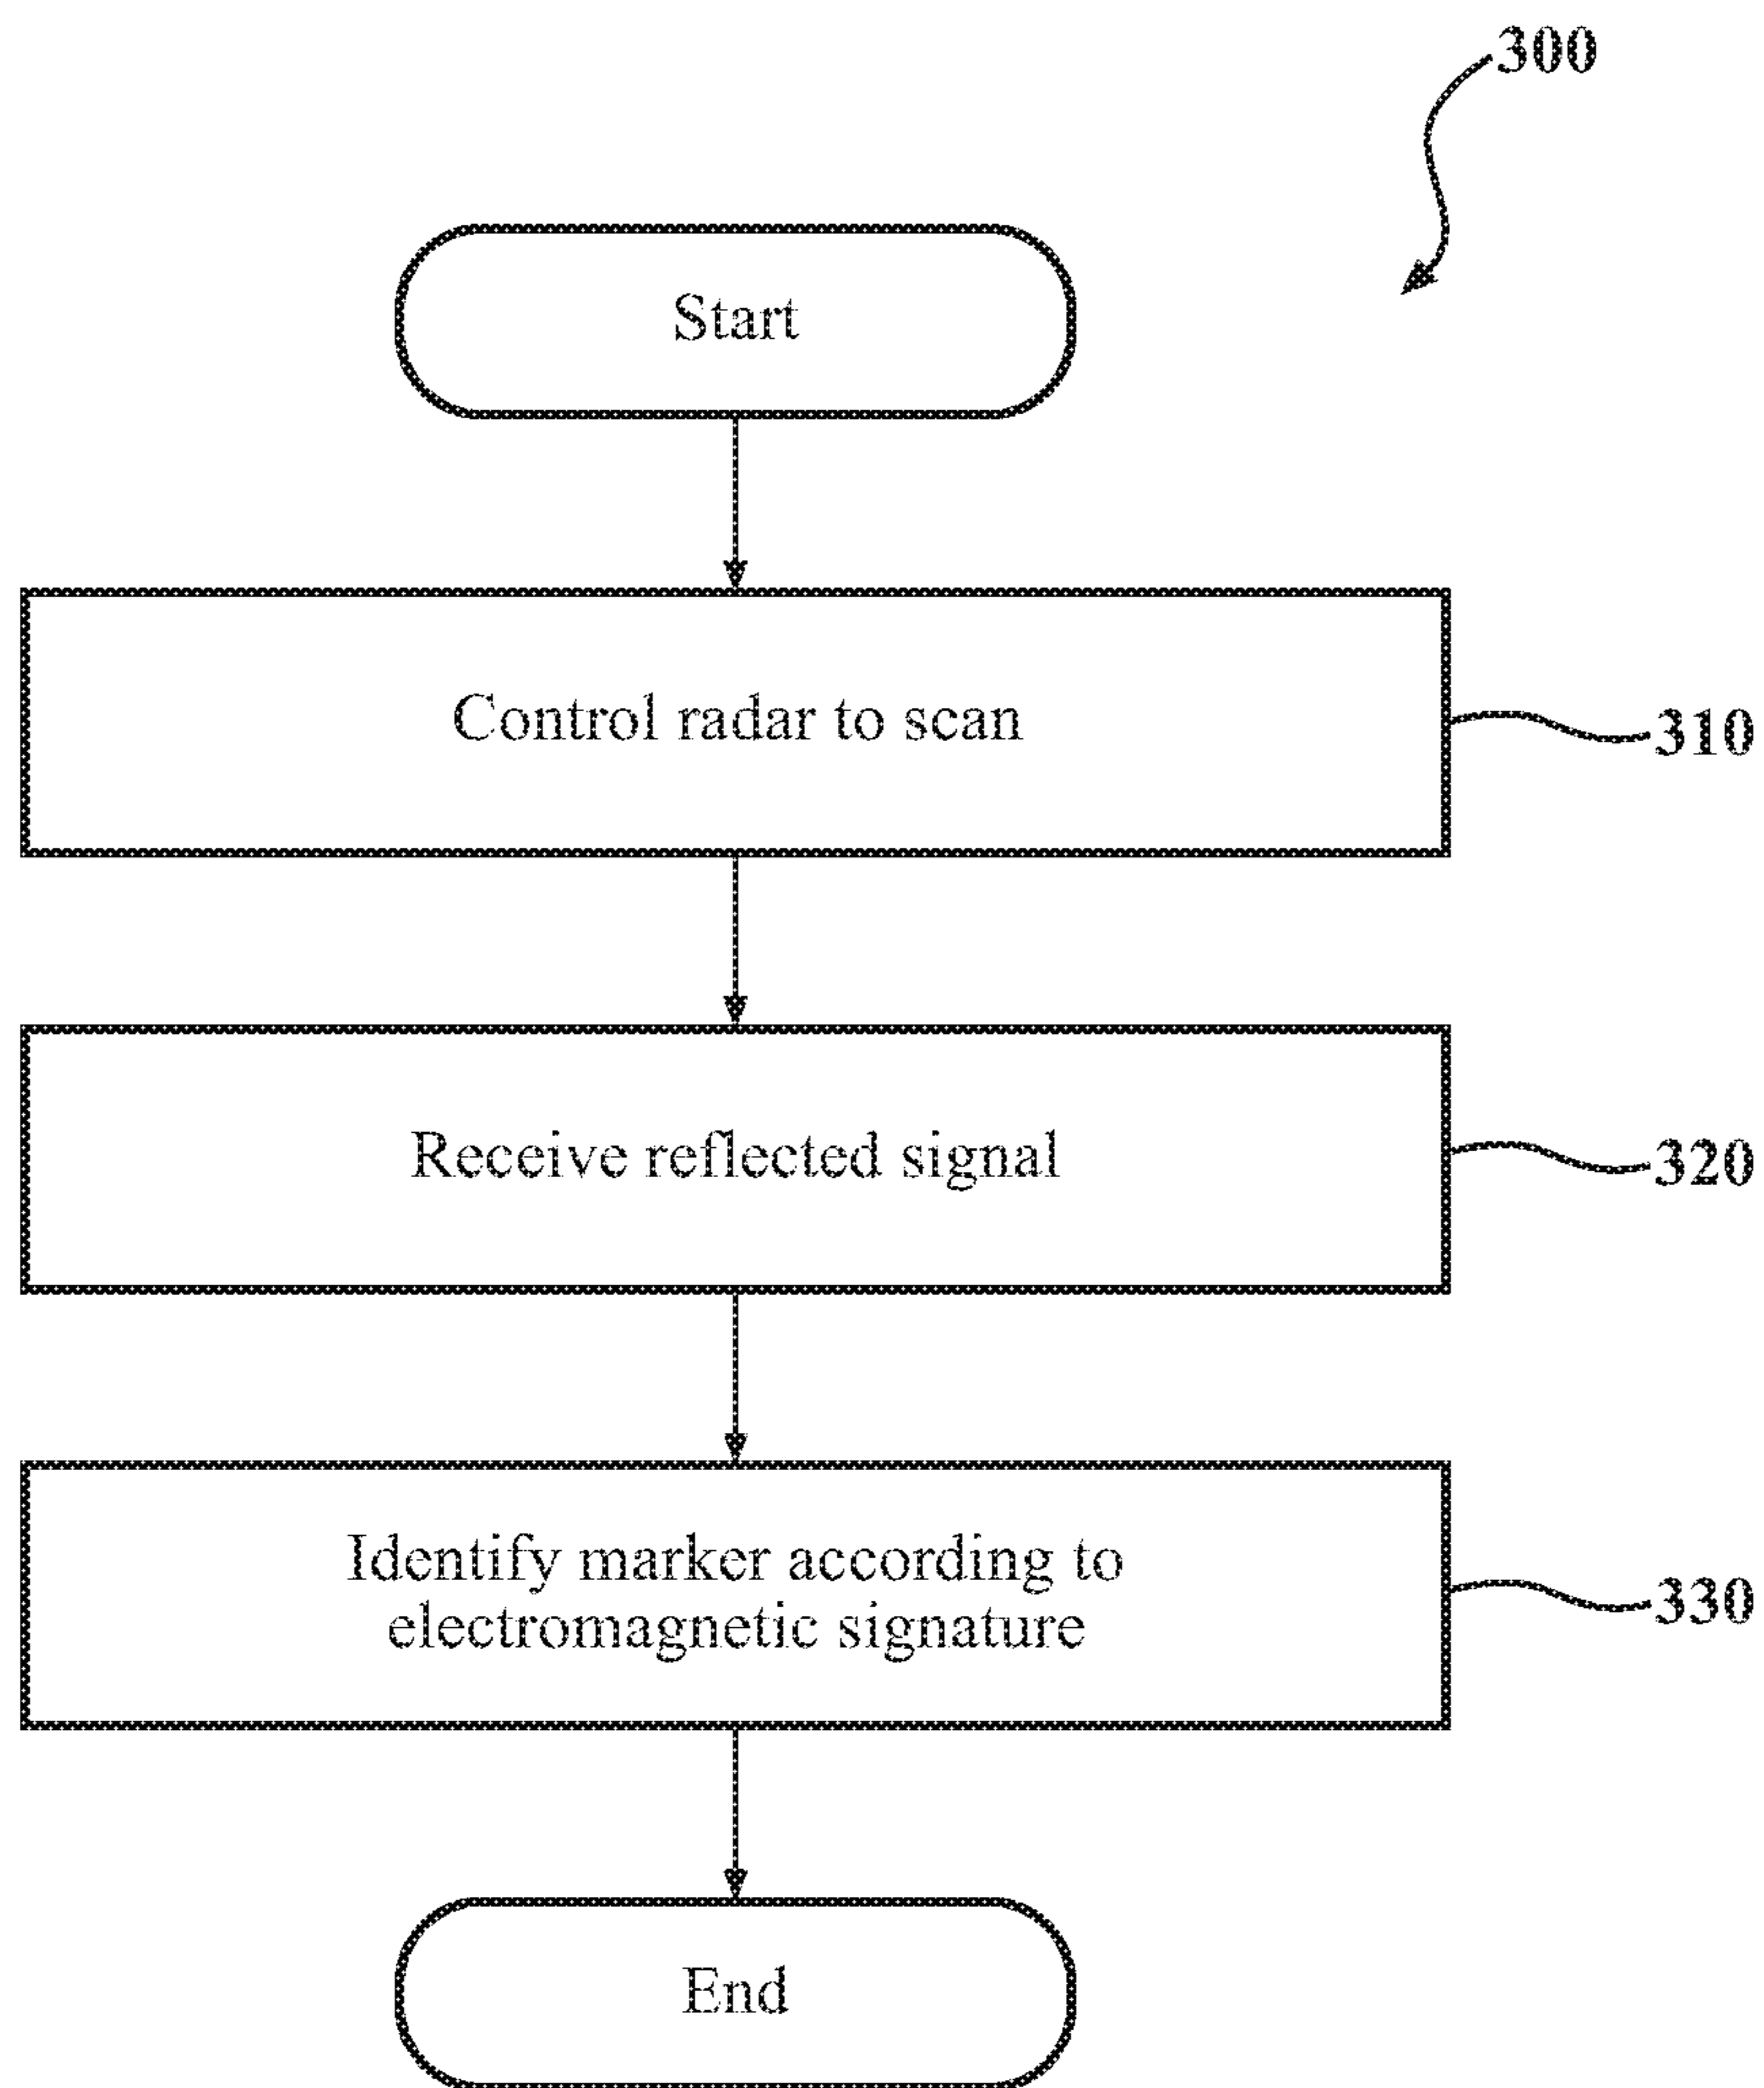 300
Start
Control radar to scan
310
Receive reflected signal
320
Identify marker according to
electromagnetic signature
330
End